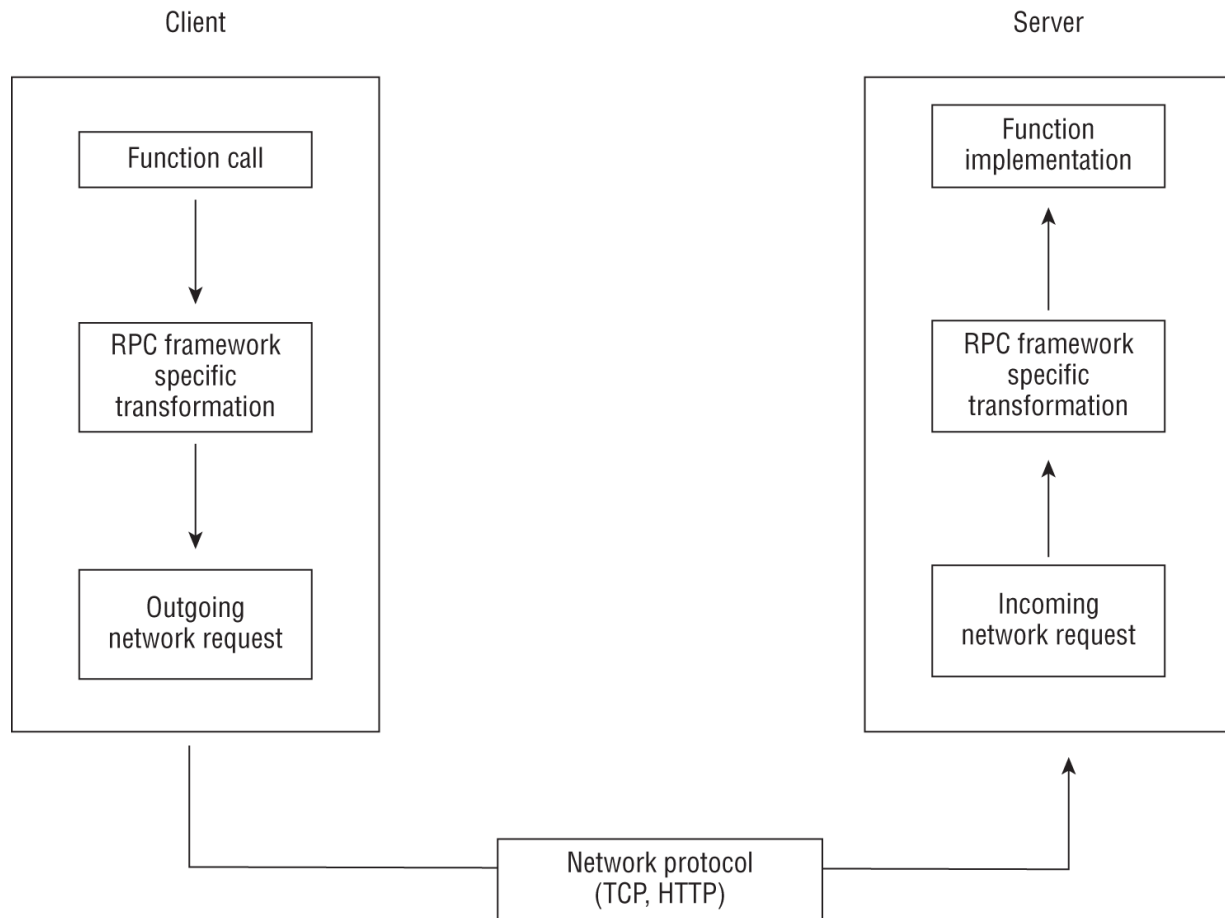 Client
Function call
RPC framework
specific
transformation
Outgoing
network request
Network protocol
(TCP, HTTP)
Server
Function
implementation
RPC framework
specific
transformation
Incoming
network request